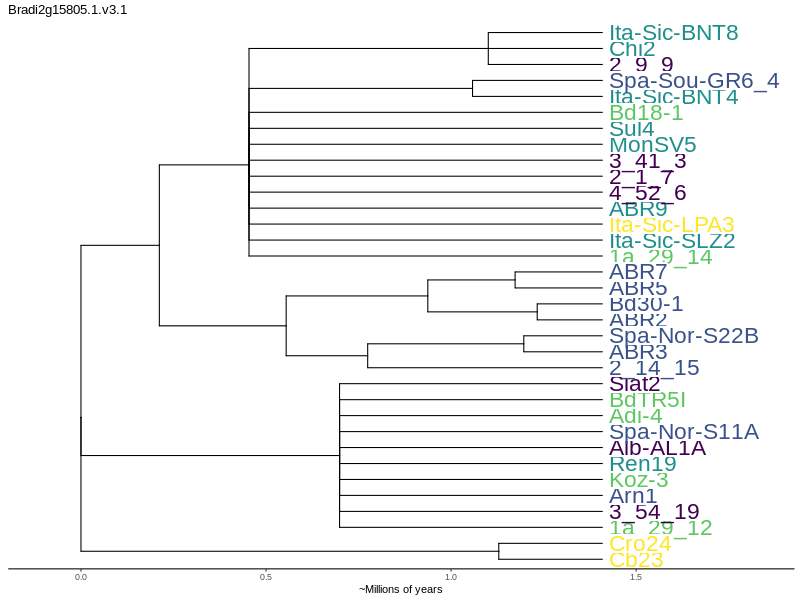 Bradi2g15805.1.v3.1
Ita-Sic-BNT8
Chi2
2_9_9
Spa-Sou-GR6_4
Ita-Sic-BNT4
Bd18-1
Sul4
MonSV5
3_41_3
2_1_7
4_52_6
ABR9
Ita-Sic-LPA3
Ita-Sic-SLZ2
1a_29_14
ABR7
ABR5
Bd30-1
ABR2
Spa-Nor-S22B
ABR3
2_14_15
Siat2
BdTR5I
Adi-4
Spa-Nor-S11A
Alb-AL1A
Ren19
Koz-3
Arn1
3_54_19
1a_29_12
Cro24
Cb23
0.0 0.5 1.0 1.5
~Millions of years